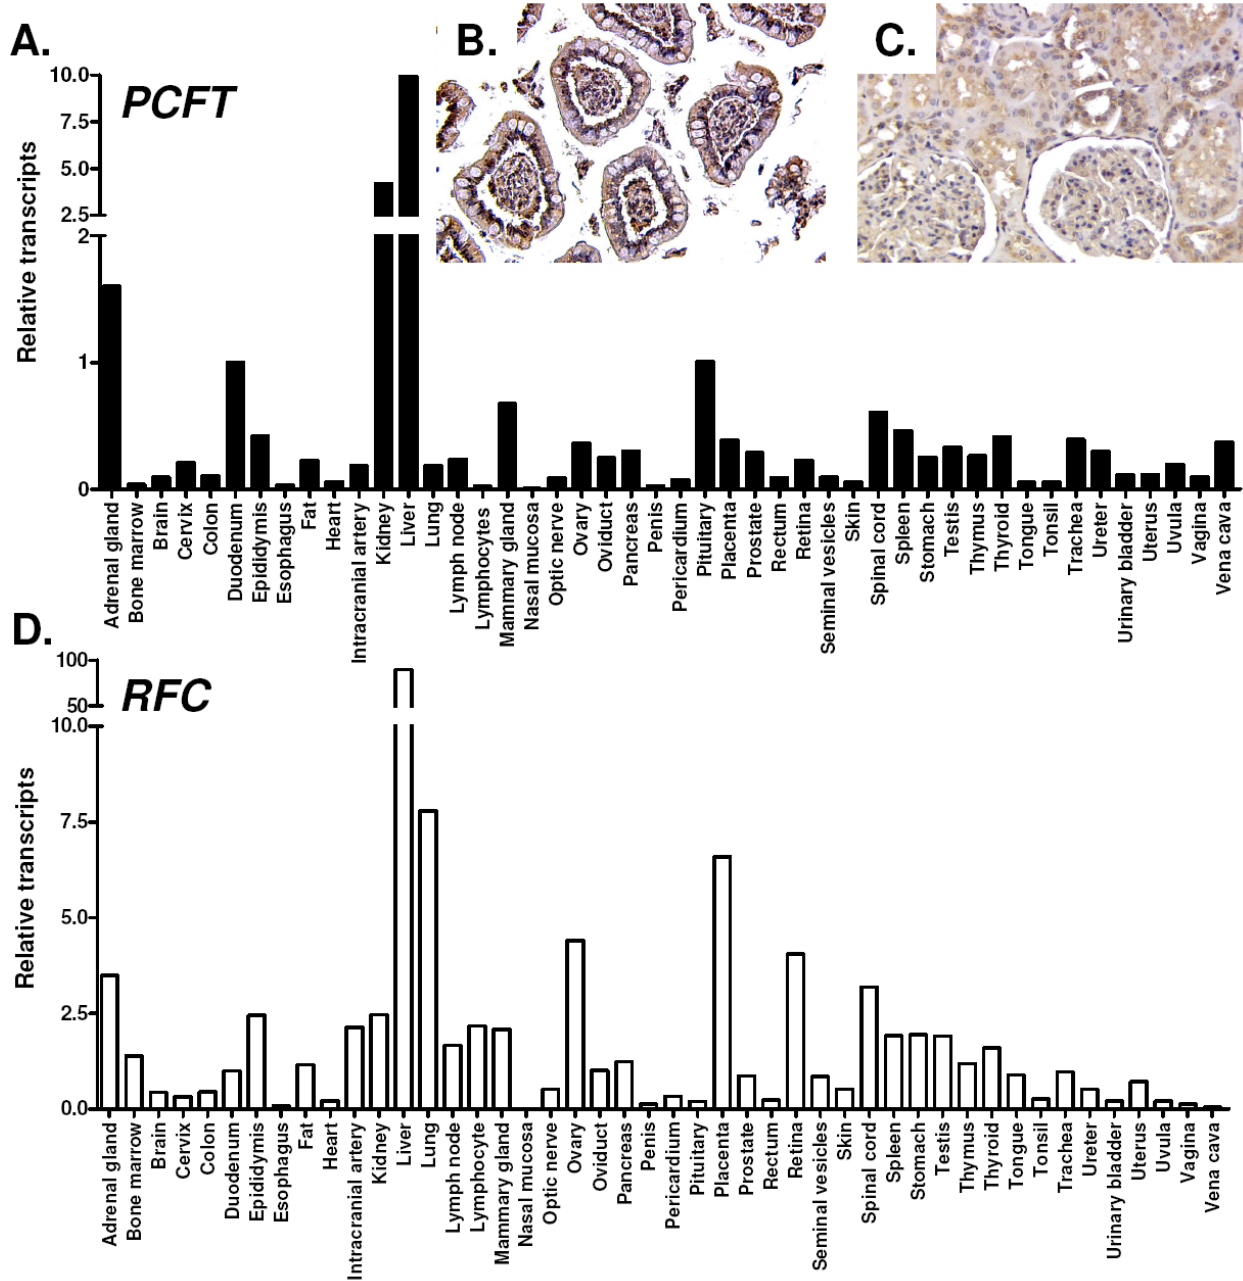 A.
PCFT
B.
C.
Relative transcripts
10.0
7.5
5.0
2.5
2
1
0
Adrenal gland
Bone marrow
Brain
Cervix
Colon
Duodenum
Epididymis
Esophagus
Fat
Heart
Intracranial artery
Kidney
Liver
Lung
Lymph node
Lymphocytes
Mammary gland
Nasal mucosa
Optic nerve
Ovary
Oviduct
Pancreas
Penis
Pericardium
Pituitary
Placenta
Prostate
Rectum
Retina
Seminal vesicles
Skin
Spinal cord
Spleen
Stomach
Testis
Thymus
Thyroid
Tongue
Tonsil
Trachea
Ureter
Urinary bladder
Uterus
Uvula
Vagina
Vena cava
D.
RFC
Relative transcripts
100
50
10.0
7.5
5.0
2.5
0.0
Adrenal gland
Bone marrow
Brain
Cervix
Colon
Duodenum
Epididymis
Esophagus
Fat
Heart
Intracranial artery
Kidney
Liver
Lung
Lymph node
Lymphocyte
Mammary gland
Nasal mucosa
Optic nerve
Ovary
Oviduct
Pancreas
Penis
Pericardium
Pituitary
Placenta
Prostate
Rectum
Retina
Seminal vesicles
Skin
Spinal cord
Spleen
Stomach
Testis
Thymus
Thyroid
Tongue
Tonsil
Trachea
Ureter
Urinary bladder
Uterus
Uvula
Vagina
Vena cava